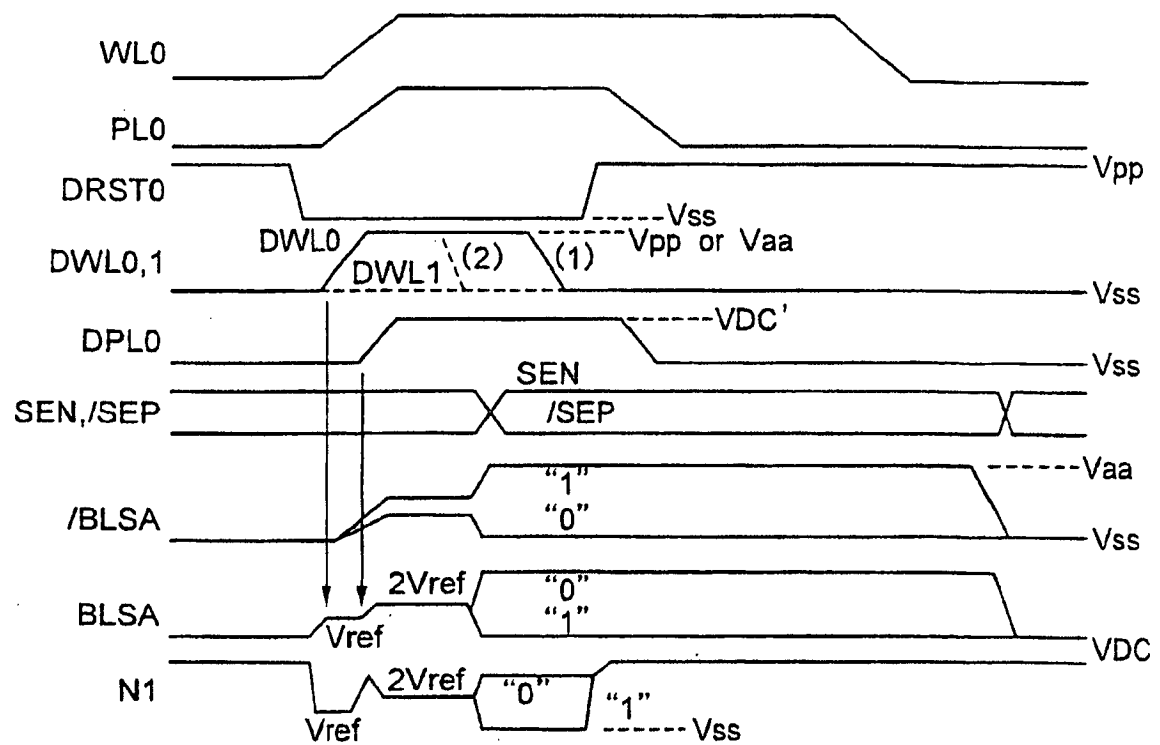 WL0
PL0
DRST0 Vpp
Vss
DWL0 Vpp or Vaa
DWL0,1 DWL1 (2) (1)
Vss
DPL0 VDC'
Vss
SEN
SEN,/SEP /SEP
"1" Vaa
/BLSA "0"
Vss
2Vref "0"
BLSA Vref "1"
VDC
N1 2Vref "0" "1"
Vref Vss